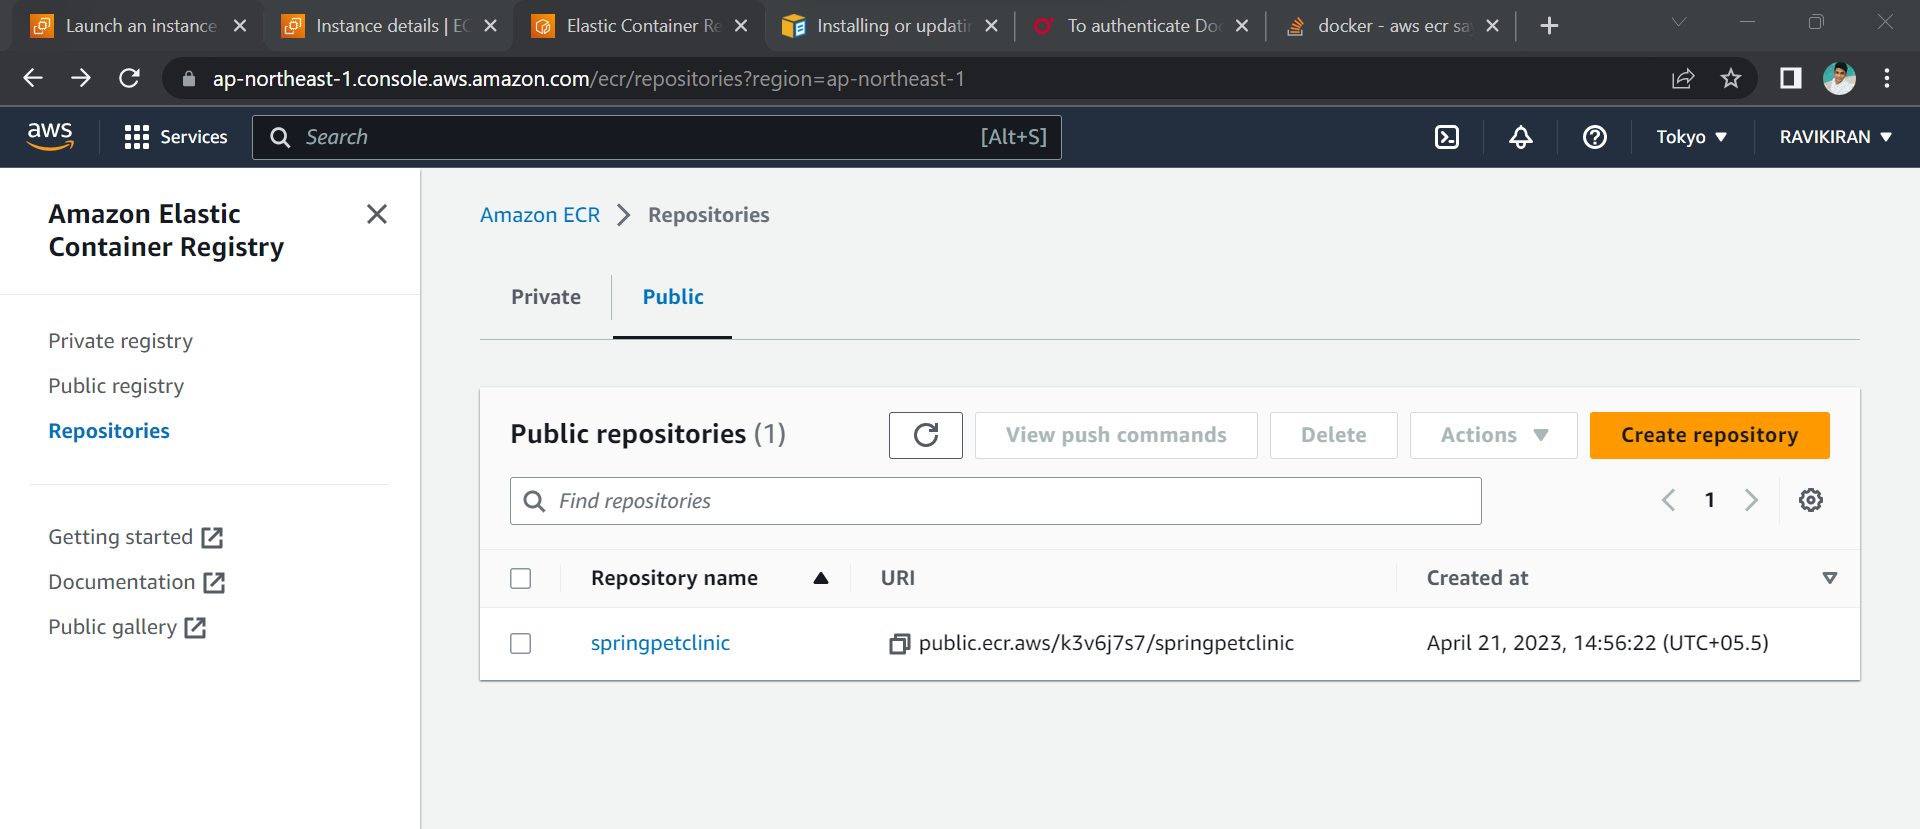 Launch an instance
Instance details | EC
Elastic Container Re
Installing or updatin
To authenticate Doc
docker - aws ecr say
ap-northeast-1.console.aws.amazon.com/ecr/repositories?region=ap-northeast-1
aws
Services
Search
[Alt+S]
Tokyo
RAVIKIRAN
Amazon Elastic
Container Registry
Private registry
Public registry
Repositories
Getting started
Documentation
Public gallery
Amazon ECR
Repositories
Private
Public
Public repositories (1)
View push commands
Delete
Actions
Create repository
Find repositories
1
Repository name
URI
Created at
springpetclinic
public.ecr.aws/k3v6j7s7/springpetclinic
April 21, 2023, 14:56:22 (UTC+05.5)